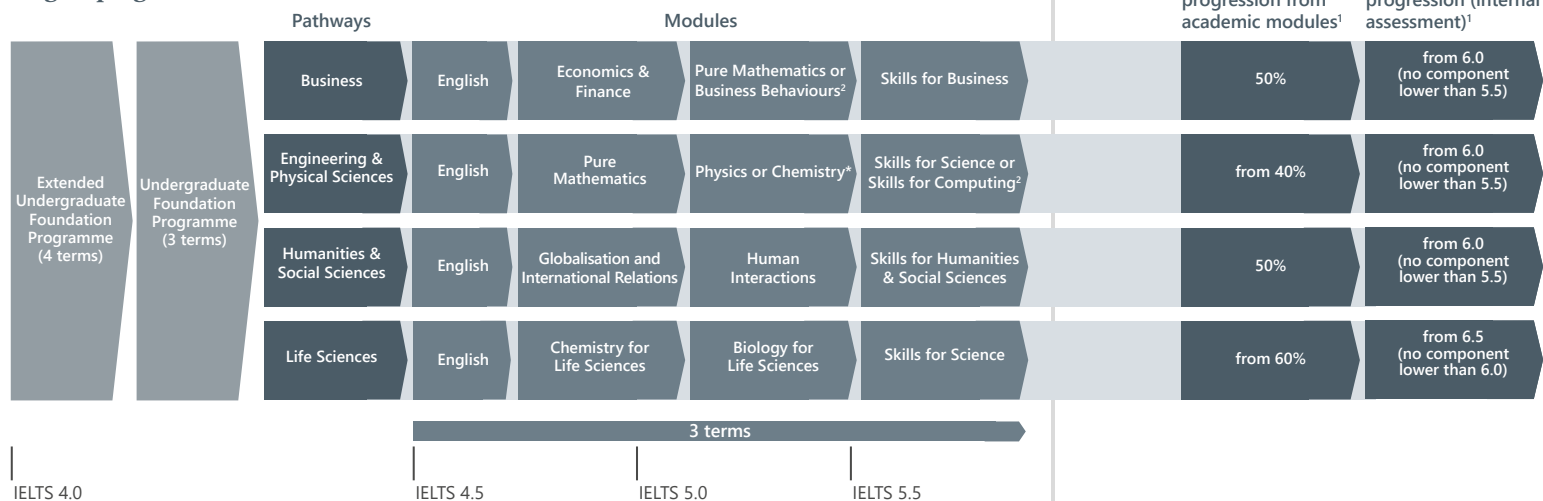 progression from
progression (internal
Pathways
Modules
academic modules¹
assessment)¹
Extended
Undergraduate
Foundation
Programme
(4 terms)
Undergraduate
Foundation
Programme
(3 terms)
Business
English
Economics &
Finance
Pure Mathematics or
Business Behaviours²
Skills for Business
50%
from 6.0
(no component
lower than 5.5)
Engineering &
Physical Sciences
English
Pure
Mathematics
Physics or Chemistry*
Skills for Science or
Skills for Computing²
from 40%
from 6.0
(no component
lower than 5.5)
Humanities &
Social Sciences
English
Globalisation and
International Relations
Human
Interactions
Skills for Humanities
& Social Sciences
50%
from 6.0
(no component
lower than 5.5)
Life Sciences
English
Chemistry for
Life Sciences
Biology for
Life Sciences
Skills for Science
from 60%
from 6.5
(no component
lower than 6.0)
3 terms
IELTS 4.0
IELTS 4.5
IELTS 5.0
IELTS 5.5